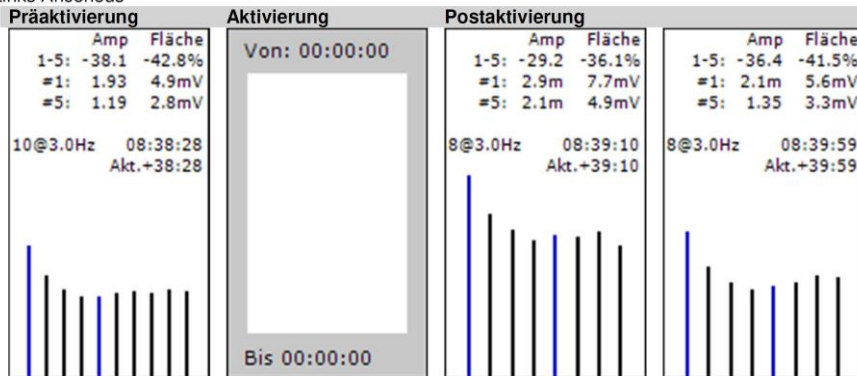 Präaktivierung Aktivierung Postaktivierung
Amp Fläche
1-5: -38.1 -42.8%
#1: 1.93 4.9mV
#5: 1.19 2.8mV
10@3.0Hz 08:38:28
Akt.+38:28
Von: 00:00:00
Bis 00:00:00
Amp Fläche
1-5: -29.2 -36.1%
#1: 2.9m 7.7mV
#5: 2.1m 4.9mV
8@3.0Hz 08:39:10
Akt.+39:10
Amp Fläche
1-5: -36.4 -41.5%
#1: 2.1m 5.6mV
#5: 1.35 3.3mV
8@3.0Hz 08:39:59
Akt.+39:59